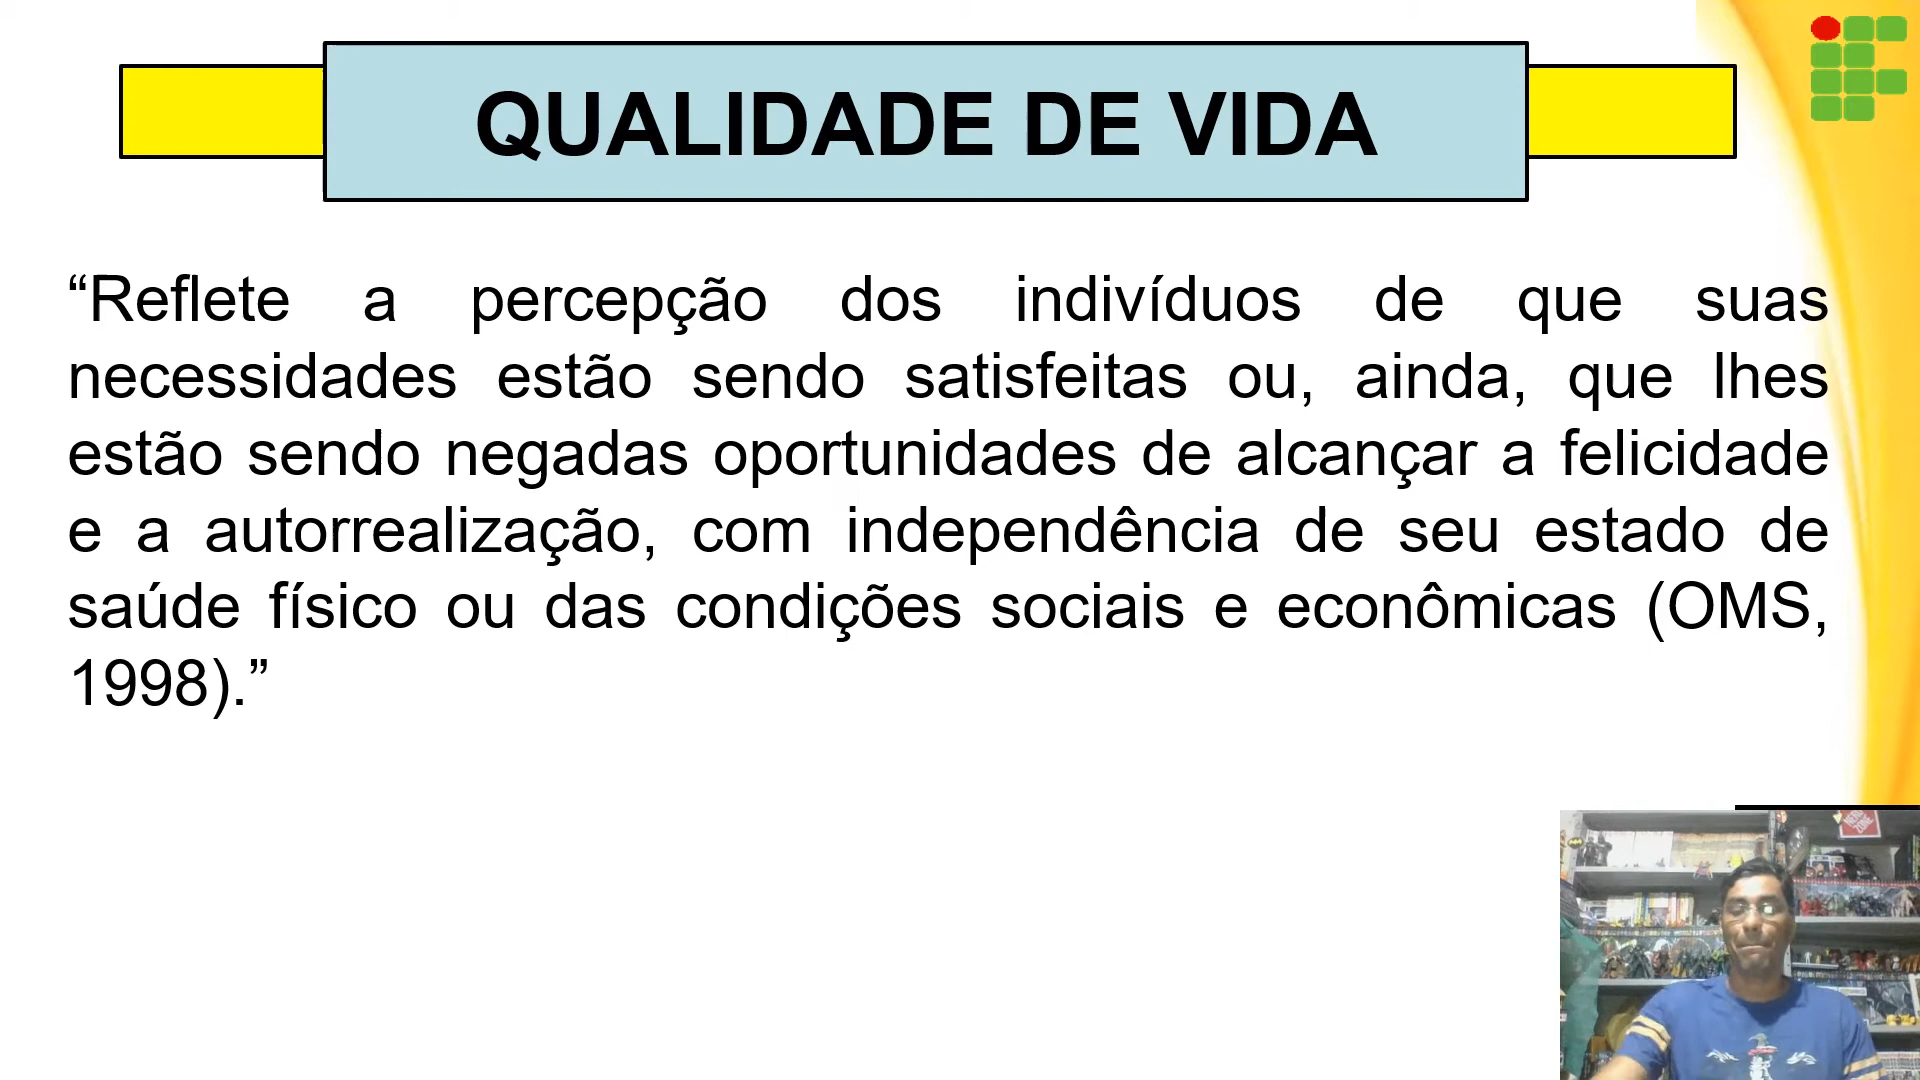 QUALIDADE DE VIDA
“Reflete a percepção dos indivíduos de que suas
necessidades estão sendo satisfeitas ou, ainda, que lhes
estão sendo negadas oportunidades de alcançar a felicidade
e a autorrealização, com independência de seu estado de
saúde físico ou das condições sociais e econômicas (OMS,
1998).”